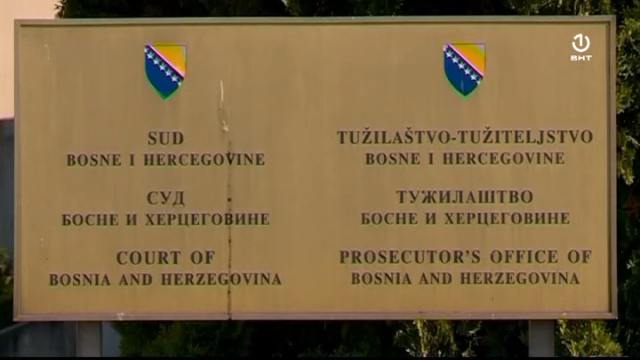 SUD
BOSNE I HERCEGOVINE
СУД
БОСНЕ И ХЕРЦЕГОВИНЕ
COURT OF
BOSNIA AND HERZEGOVINA
TUŽILAŠTVO-TUŽITELJSTVO
BOSNE I HERCEGOVINE
ТУЖИЛАШТВО
БОСНЕ И ХЕРЦЕГОВИНЕ
PROSECUTOR'S OFFICE OF
BOSNIA AND HERZEGOVINA
1
BHT